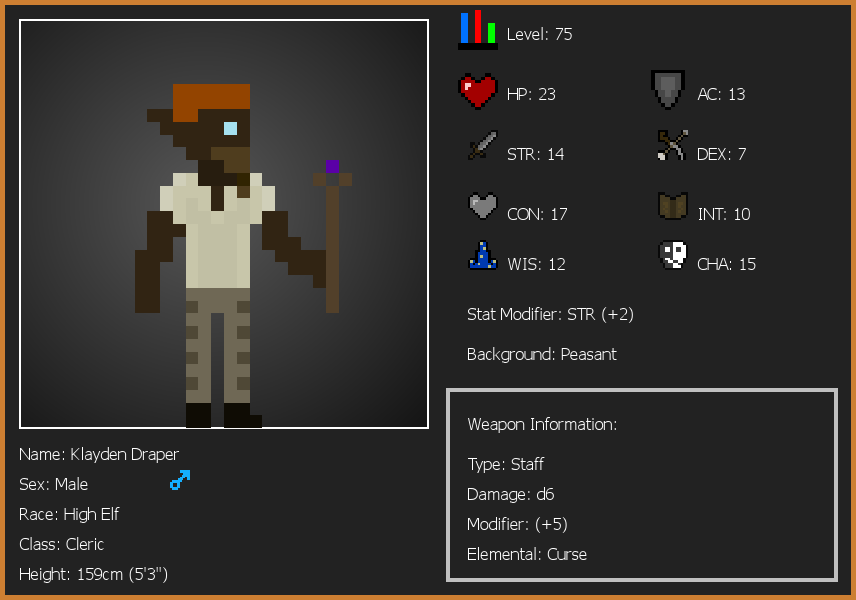 Level: 75
HP: 23
AC: 13
STR: 14
DEX: 7
CON: 17
INT: 10
WIS: 12
CHA: 15
Stat Modifier: STR (+2)
Background: Peasant
Weapon Information:
Type: Staff
Damage: d6
Modifier: (+5)
Elemental: Curse
Name: Klayden Draper
Sex: Male
Race: High Elf
Class: Cleric
Height: 159cm (5'3")